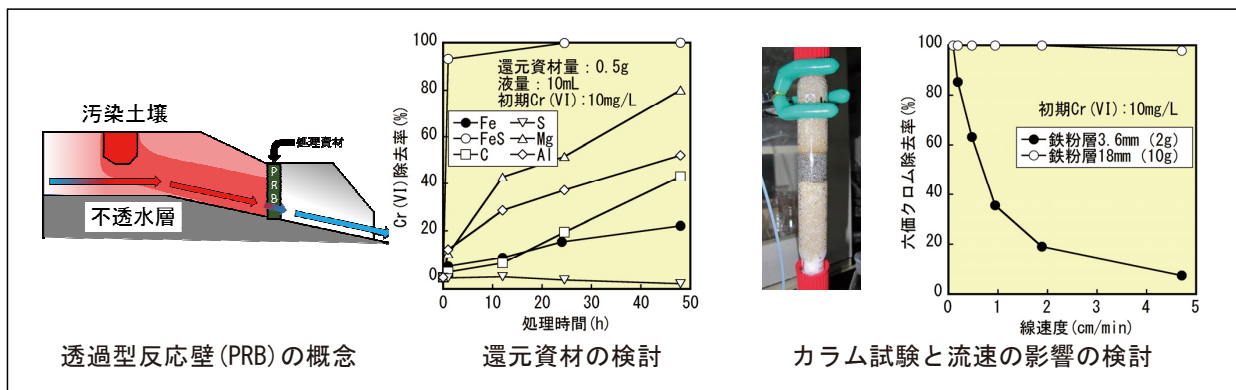 汚染土壌
処理資材
PRB
不透水層
透過型反応壁(PRB)の概念
Cr(VI)除去率(%)
100
80
60
40
20
0
還元資材量：0.5g
液量：10mL
初期Cr(VI)：10mg/L
Fe
S
FeS
Mg
C
Al
0
10
20
30
40
50
処理時間(h)
還元資材の検討
六価クロム除去率(%)
100
80
60
40
20
0
初期Cr(VI)：10mg/L
鉄粉層3.6mm (2g)
鉄粉層18mm (10g)
0
1
2
3
4
5
線速度(cm/min)
カラム試験と流速の影響の検討